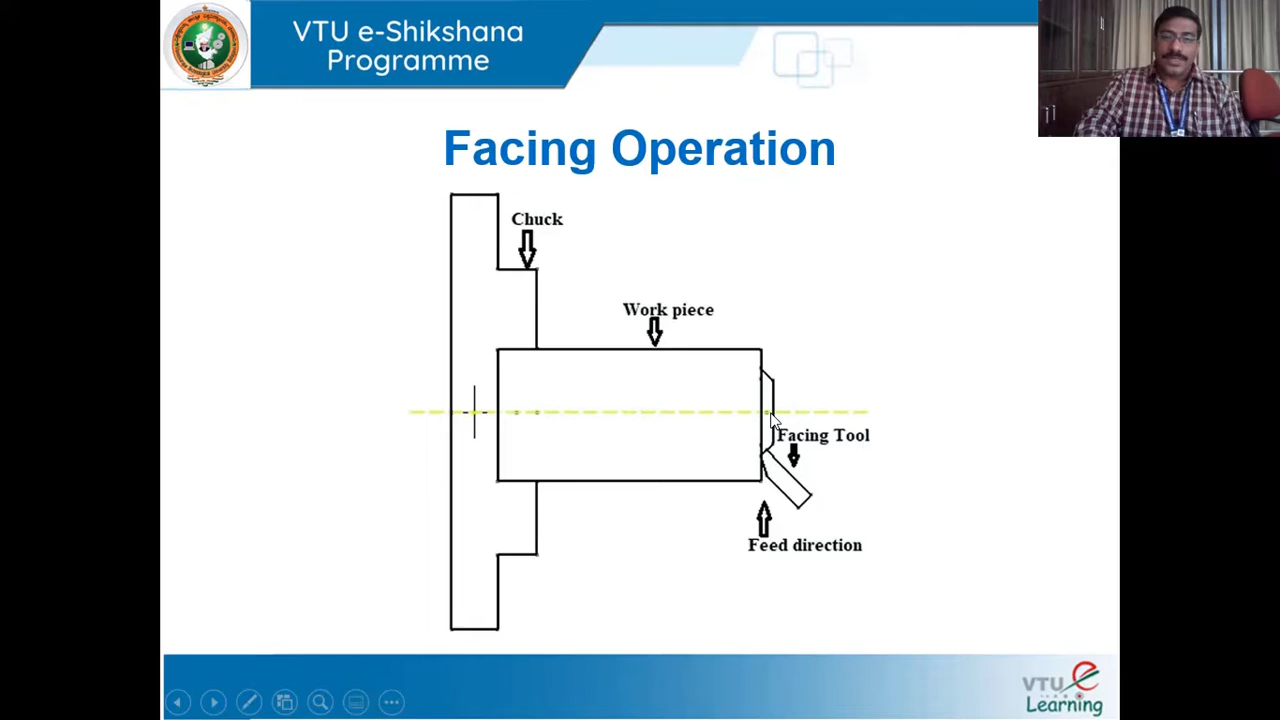 VTU e-Shikshana
Programme
Facing Operation
Chuck
Work piece
Facing Tool
Feed direction
VTU e
Learning